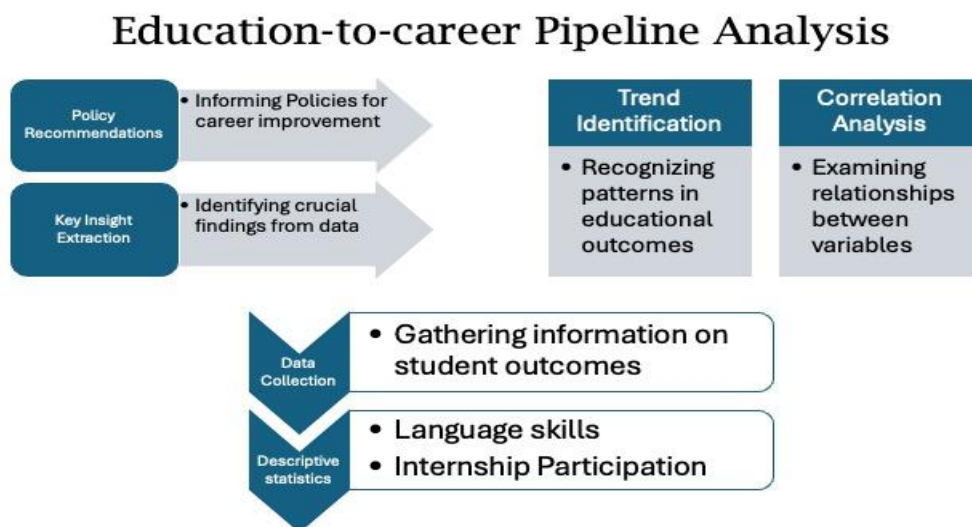 Education-to-career Pipeline Analysis
Policy
Recommendations
• Informing Policies for
career improvement
Key Insight
Extraction
• Identifying crucial
findings from data
Trend
Identification
• Recognizing
patterns in
educational
outcomes
Correlation
Analysis
• Examining
relationships
between
variables
Data
Collection
• Gathering information on
student outcomes
Descriptive
statistics
• Language skills
• Internship Participation